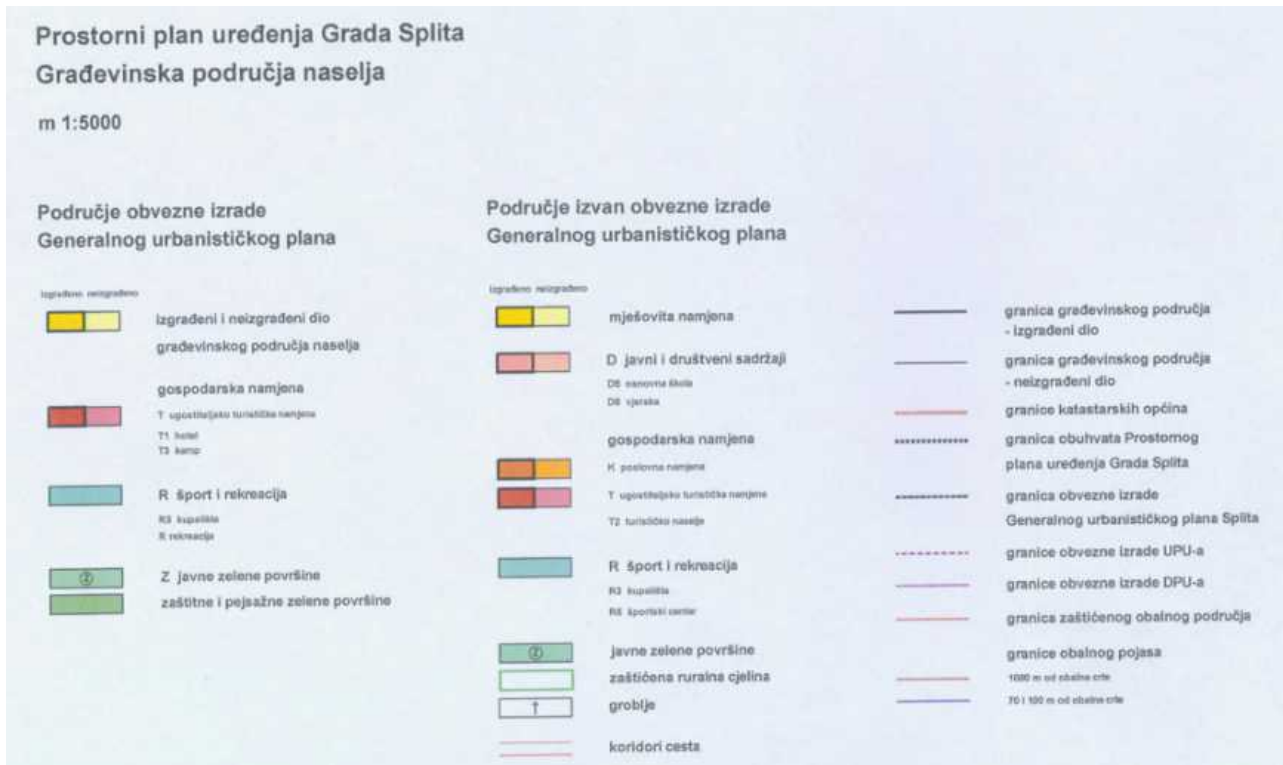 Prostorni plan uređenja Grada Splita
Građevinska područja naselja
m 1:5000
Područje obvezne izrade
Generalnog urbanističkog plana
Izgrađeno neizgrađeno
Izgrađeni i neizgrađeni dio
građevinskog područja naselja
gospodarska namjena
T ugostiteljsko turistička namjena
T1 hotel
T3 kamp
R šport i rekreacija
R3 kupališta
R rekreacija
Z
Z javne zelene površine
zaštitne i pejsažne zelene površine
Područje izvan obvezne izrade
Generalnog urbanističkog plana
Izgrađeno neizgrađeno
mješovita namjena
D javni i društveni sadržaji
osnovna škola
vjerska
gospodarska namjena
K poslovna namjena
T ugostiteljsko turistička namjena
T2 turističko naselje
R šport i rekreacija
R3 kupališta
športski centar
Z
javne zelene površine
zaštićena ruralna cjelina
groblje
koridori cesta
granica građevinskog područja
- izgrađeni dio
granica građevinskog područja
- neizgrađeni dio
granice katastarskih općina
granica obuhvata Prostornog
plana uređenja Grada Splita
granica obvezne izrade
Generalnog urbanističkog plana Splita
granice obvezne izrade UPU-a
granice obvezne izrade DPU-a
granica zaštićenog obalnog područja
granice obalnog pojasa
1000 m od obalne crte
70 i 100 m od obalne crte